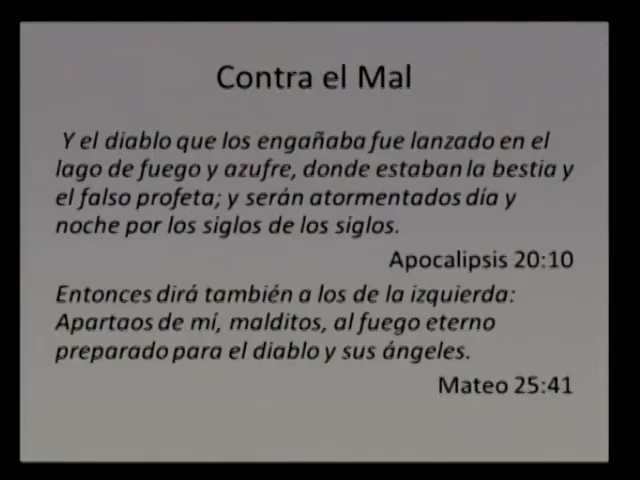 Contra el Mal
Y el diablo que los engañaba fue lanzado en el
lago de fuego y azufre, donde estaban la bestia y
el falso profeta; y serán atormentados día y
noche por los siglos de los siglos.
Apocalipsis 20:10
Entonces dirá también a los de la izquierda:
Apartaos de mí, malditos, al fuego eterno
preparado para el diablo y sus ángeles.
Mateo 25:41